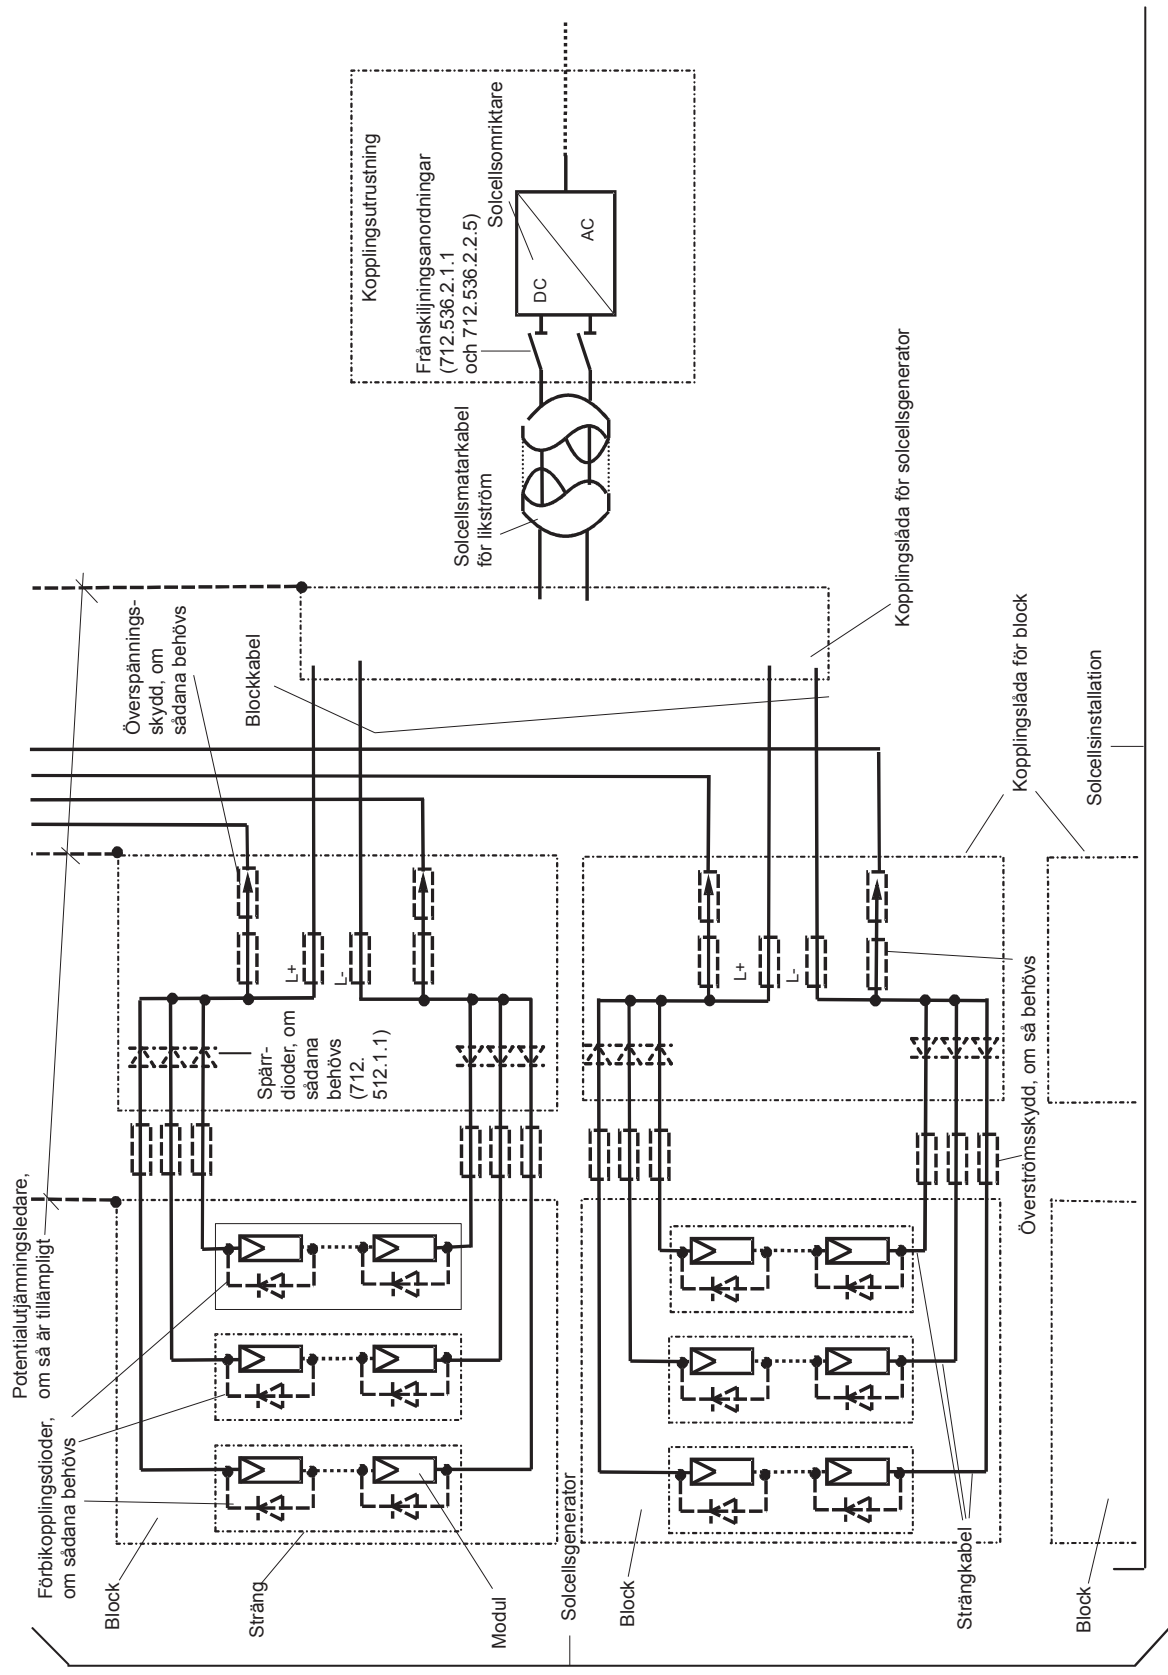 Potentialutjämningsledare,
om så är tillämpligt
Förbikopplingsdioder,
om sådana behövs
Block
Sträng
Modul
Solcellsgenerator
Block
Strängkabel
Block
Spärr-
dioder, om
sådana
behövs
(712.
512.1.1)
L+
L-
L+
L-
Överströmsskydd, om så behövs
Överspännings-
skydd, om
sådana behövs
Blockkabel
Kopplingslåda för solcellsgenerator
Kopplingslåda för block
Solcellsinstallation
Solcellsmatarkabel
för likström
Kopplingsutrustning
Frånskiljningsanordningar
(712.536.2.1.1
och 712.536.2.2.5)
Solcellsomriktare
DC
AC